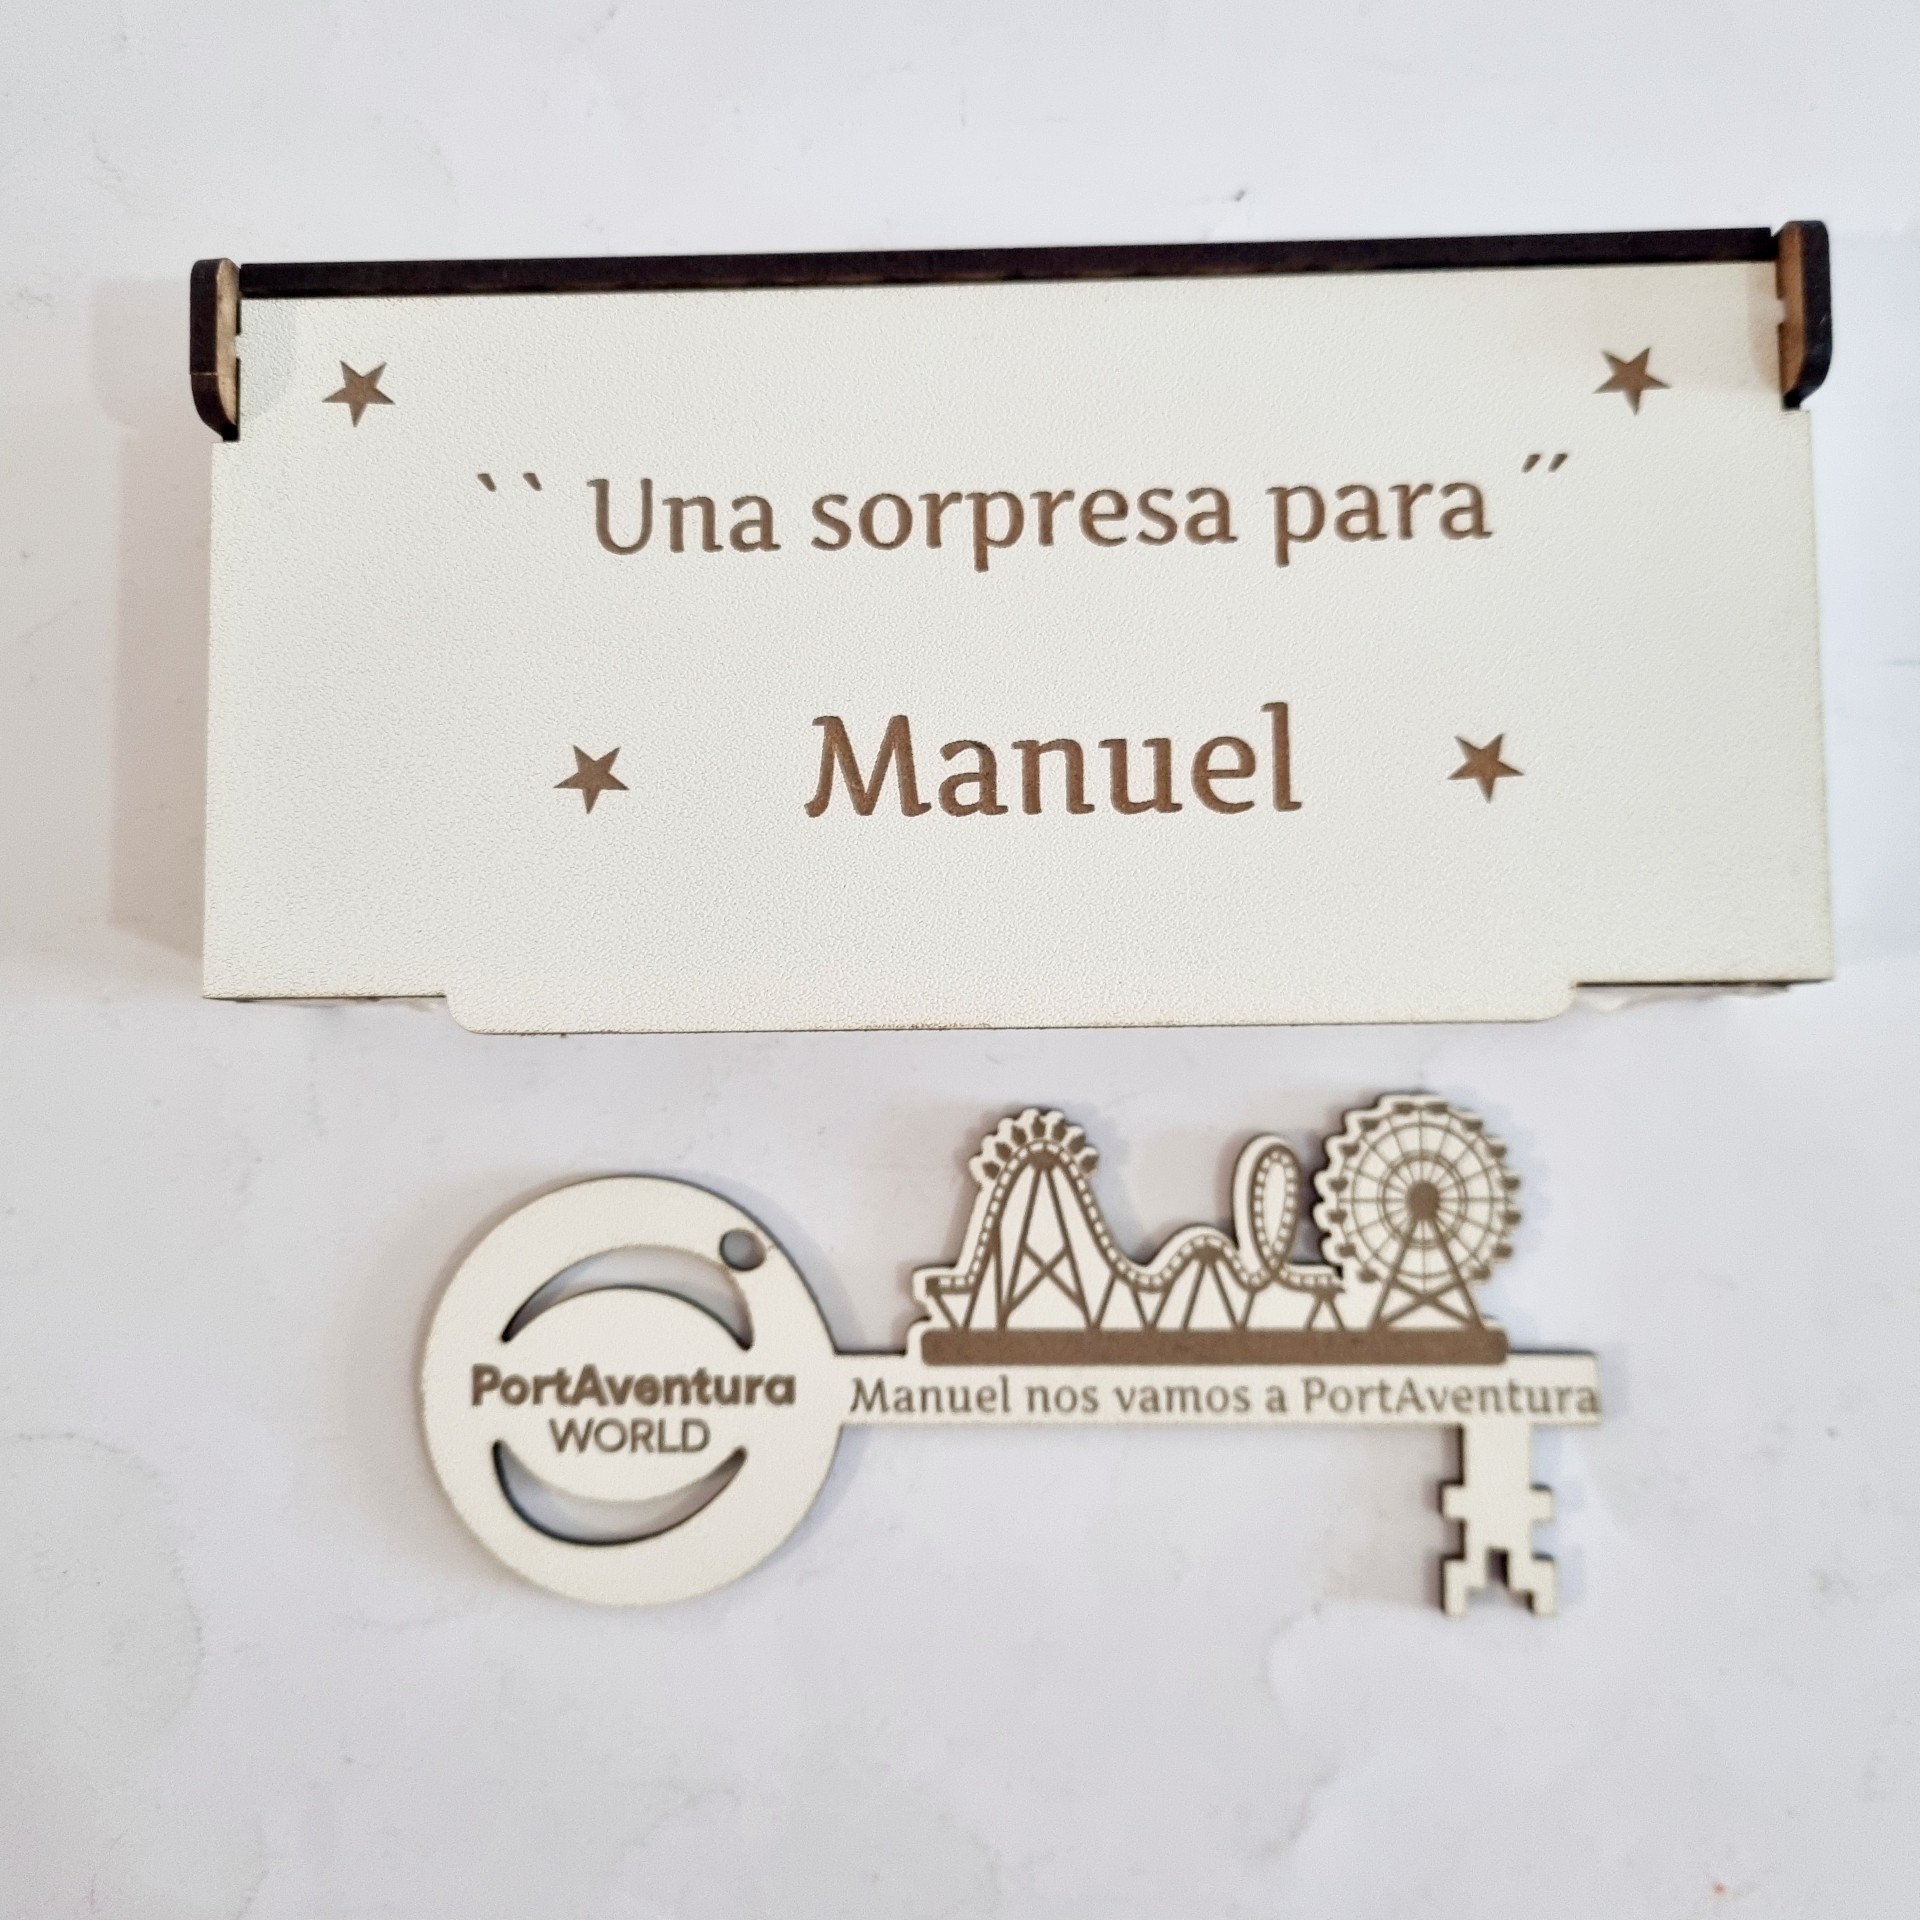 `` Una sorpresa para ´´
Manuel
PortAventura
WORLD
Manuel nos vamos a PortAventura